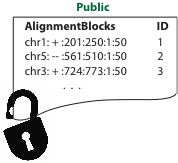 Public
AlignmentBlocks ID
chr1: + :201:250:1:50 1
chr5: -- :561:510:1:50 2
chr3: + :724:773:1:50 3
. . .